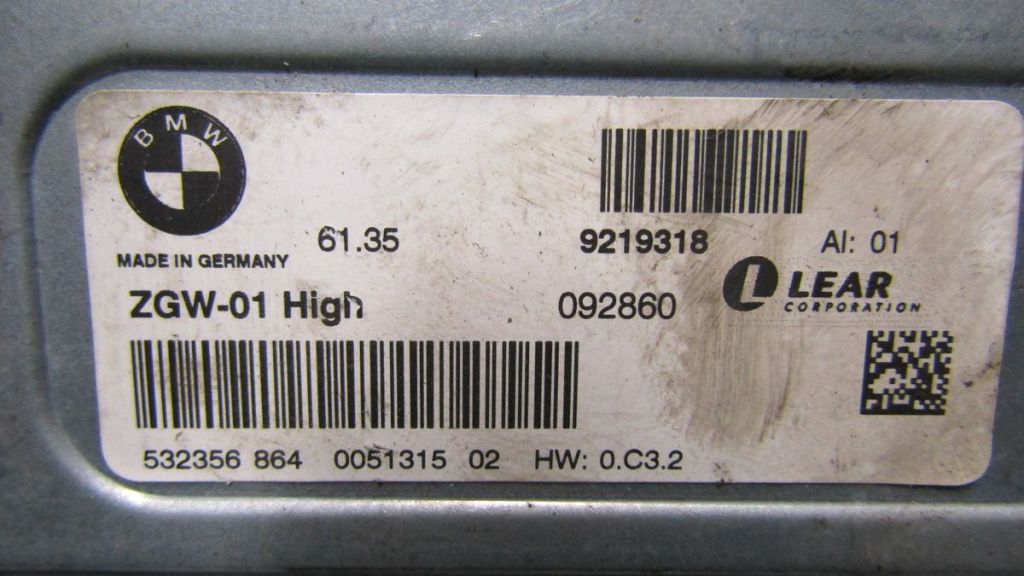 BMW
61.35 9219318 AI: 01
MADE IN GERMANY
LEAR
CORPORATION
ZGW-01 High 092860
532356 864 0051315 02 HW: 0.C3.2